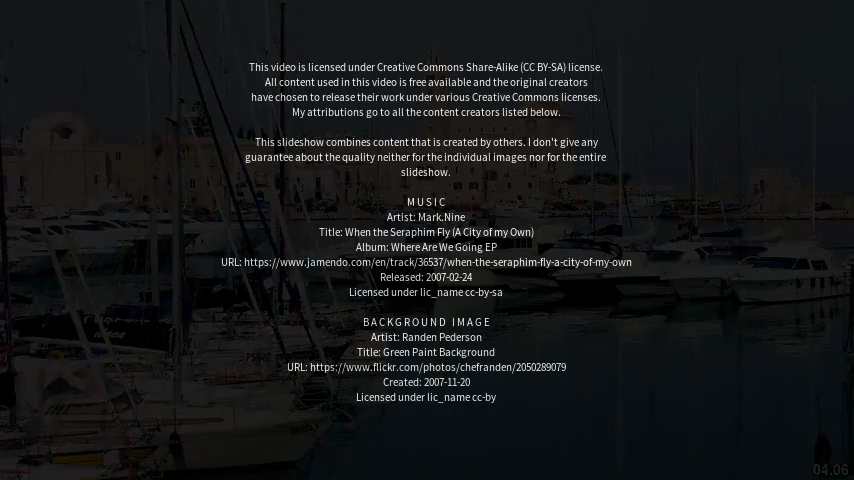 This video is licensed under Creative Commons Share-Alike (CC BY-SA) license.
All content used in this video is free available and the original creators
have chosen to release their work under various Creative Commons licenses.
My attributions go to all the content creators listed below.
This slideshow combines content that is created by others. I don't give any
guarantee about the quality neither for the individual images nor for the entire
slideshow.
MUSIC
Artist: Mark.Nine
Title: When the Seraphim Fly (A City of my Own)
Album: Where Are We Going EP
URL: https://www.jamendo.com/en/track/36537/when-the-seraphim-fly-a-city-of-my-own
Released: 2007-02-24
Licensed under lic_name cc-by-sa
BACKGROUND IMAGE
Artist: Randen Pederson
Title: Green Paint Background
URL: https://www.flickr.com/photos/chefranden/2050289079
Created: 2007-11-20
Licensed under lic_name cc-by
04.06